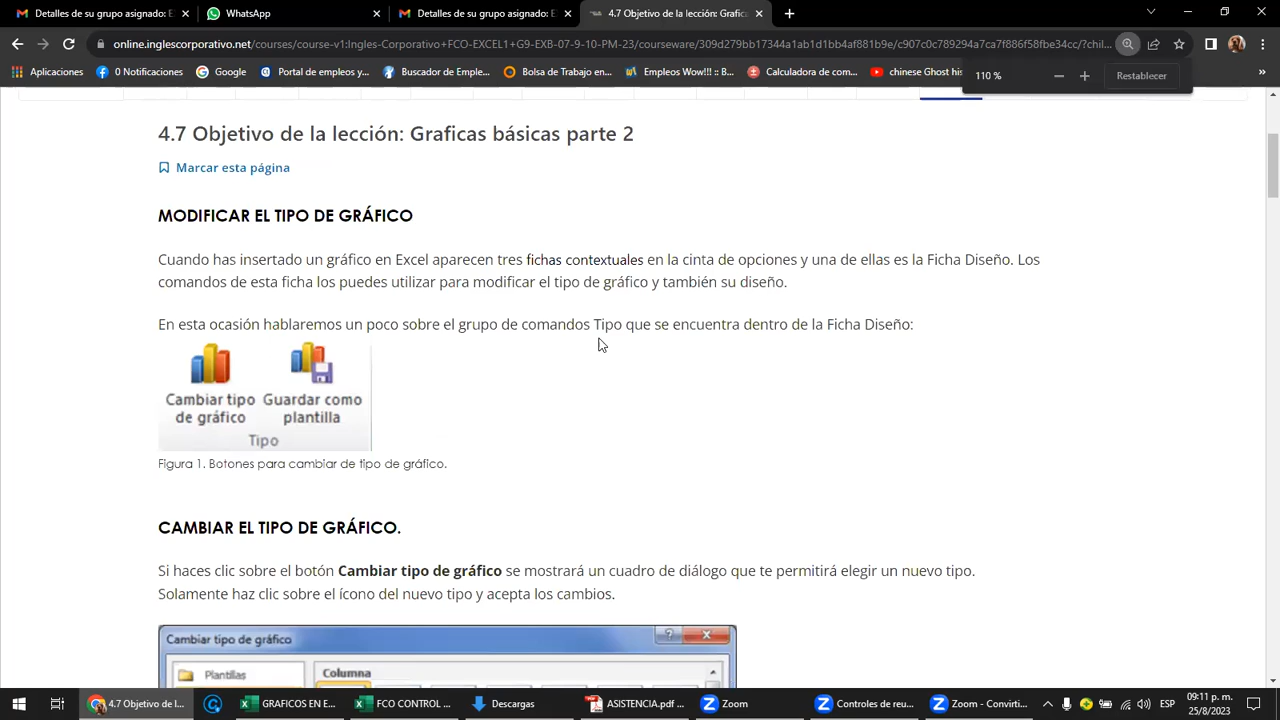 Detalles de su grupo asignado: E
WhatsApp
Detalles de su grupo asignado: E
4.7 Objetivo de la lección: Grafic
online.inglescorporativo.net/courses/course-v1:Ingles-Corporativo+FCO-EXCEL1+G9-EXB-07-9-10-PM-23/courseware/309d279bb17344a1ab1d1bb4af881b9e/c907c0c789294a7ca7f886f58fbe34cc/?chil...
Aplicaciones
0 Notificaciones
Google
Portal de empleos y...
Buscador de Emple...
Bolsa de Trabajo en...
Empleos Wow!!! :: B...
Calculadora de com...
chinese Ghost his
»
110 %
Restablecer
4.7 Objetivo de la lección: Graficas básicas parte 2
Marcar esta página
MODIFICAR EL TIPO DE GRÁFICO
Cuando has insertado un gráfico en Excel aparecen tres fichas contextuales en la cinta de opciones y una de ellas es la Ficha Diseño. Los
comandos de esta ficha los puedes utilizar para modificar el tipo de gráfico y también su diseño.
En esta ocasión hablaremos un poco sobre el grupo de comandos Tipo que se encuentra dentro de la Ficha Diseño:
Cambiar tipo de gráfico
Guardar como plantilla
Tipo
Figura 1. Botones para cambiar de tipo de gráfico.
CAMBIAR EL TIPO DE GRÁFICO.
Si haces clic sobre el botón Cambiar tipo de gráfico se mostrará un cuadro de diálogo que te permitirá elegir un nuevo tipo.
Solamente haz clic sobre el ícono del nuevo tipo y acepta los cambios.
Cambiar tipo de gráfico
Plantillas
Columna
4.7 Objetivo de la l...
GRAFICOS EN E...
FCO CONTROL ...
Descargas
ASISTENCIA.pdf ...
Zoom
Controles de reu...
Zoom - Convirti...
ESP
09:11 p. m.
25/8/2023